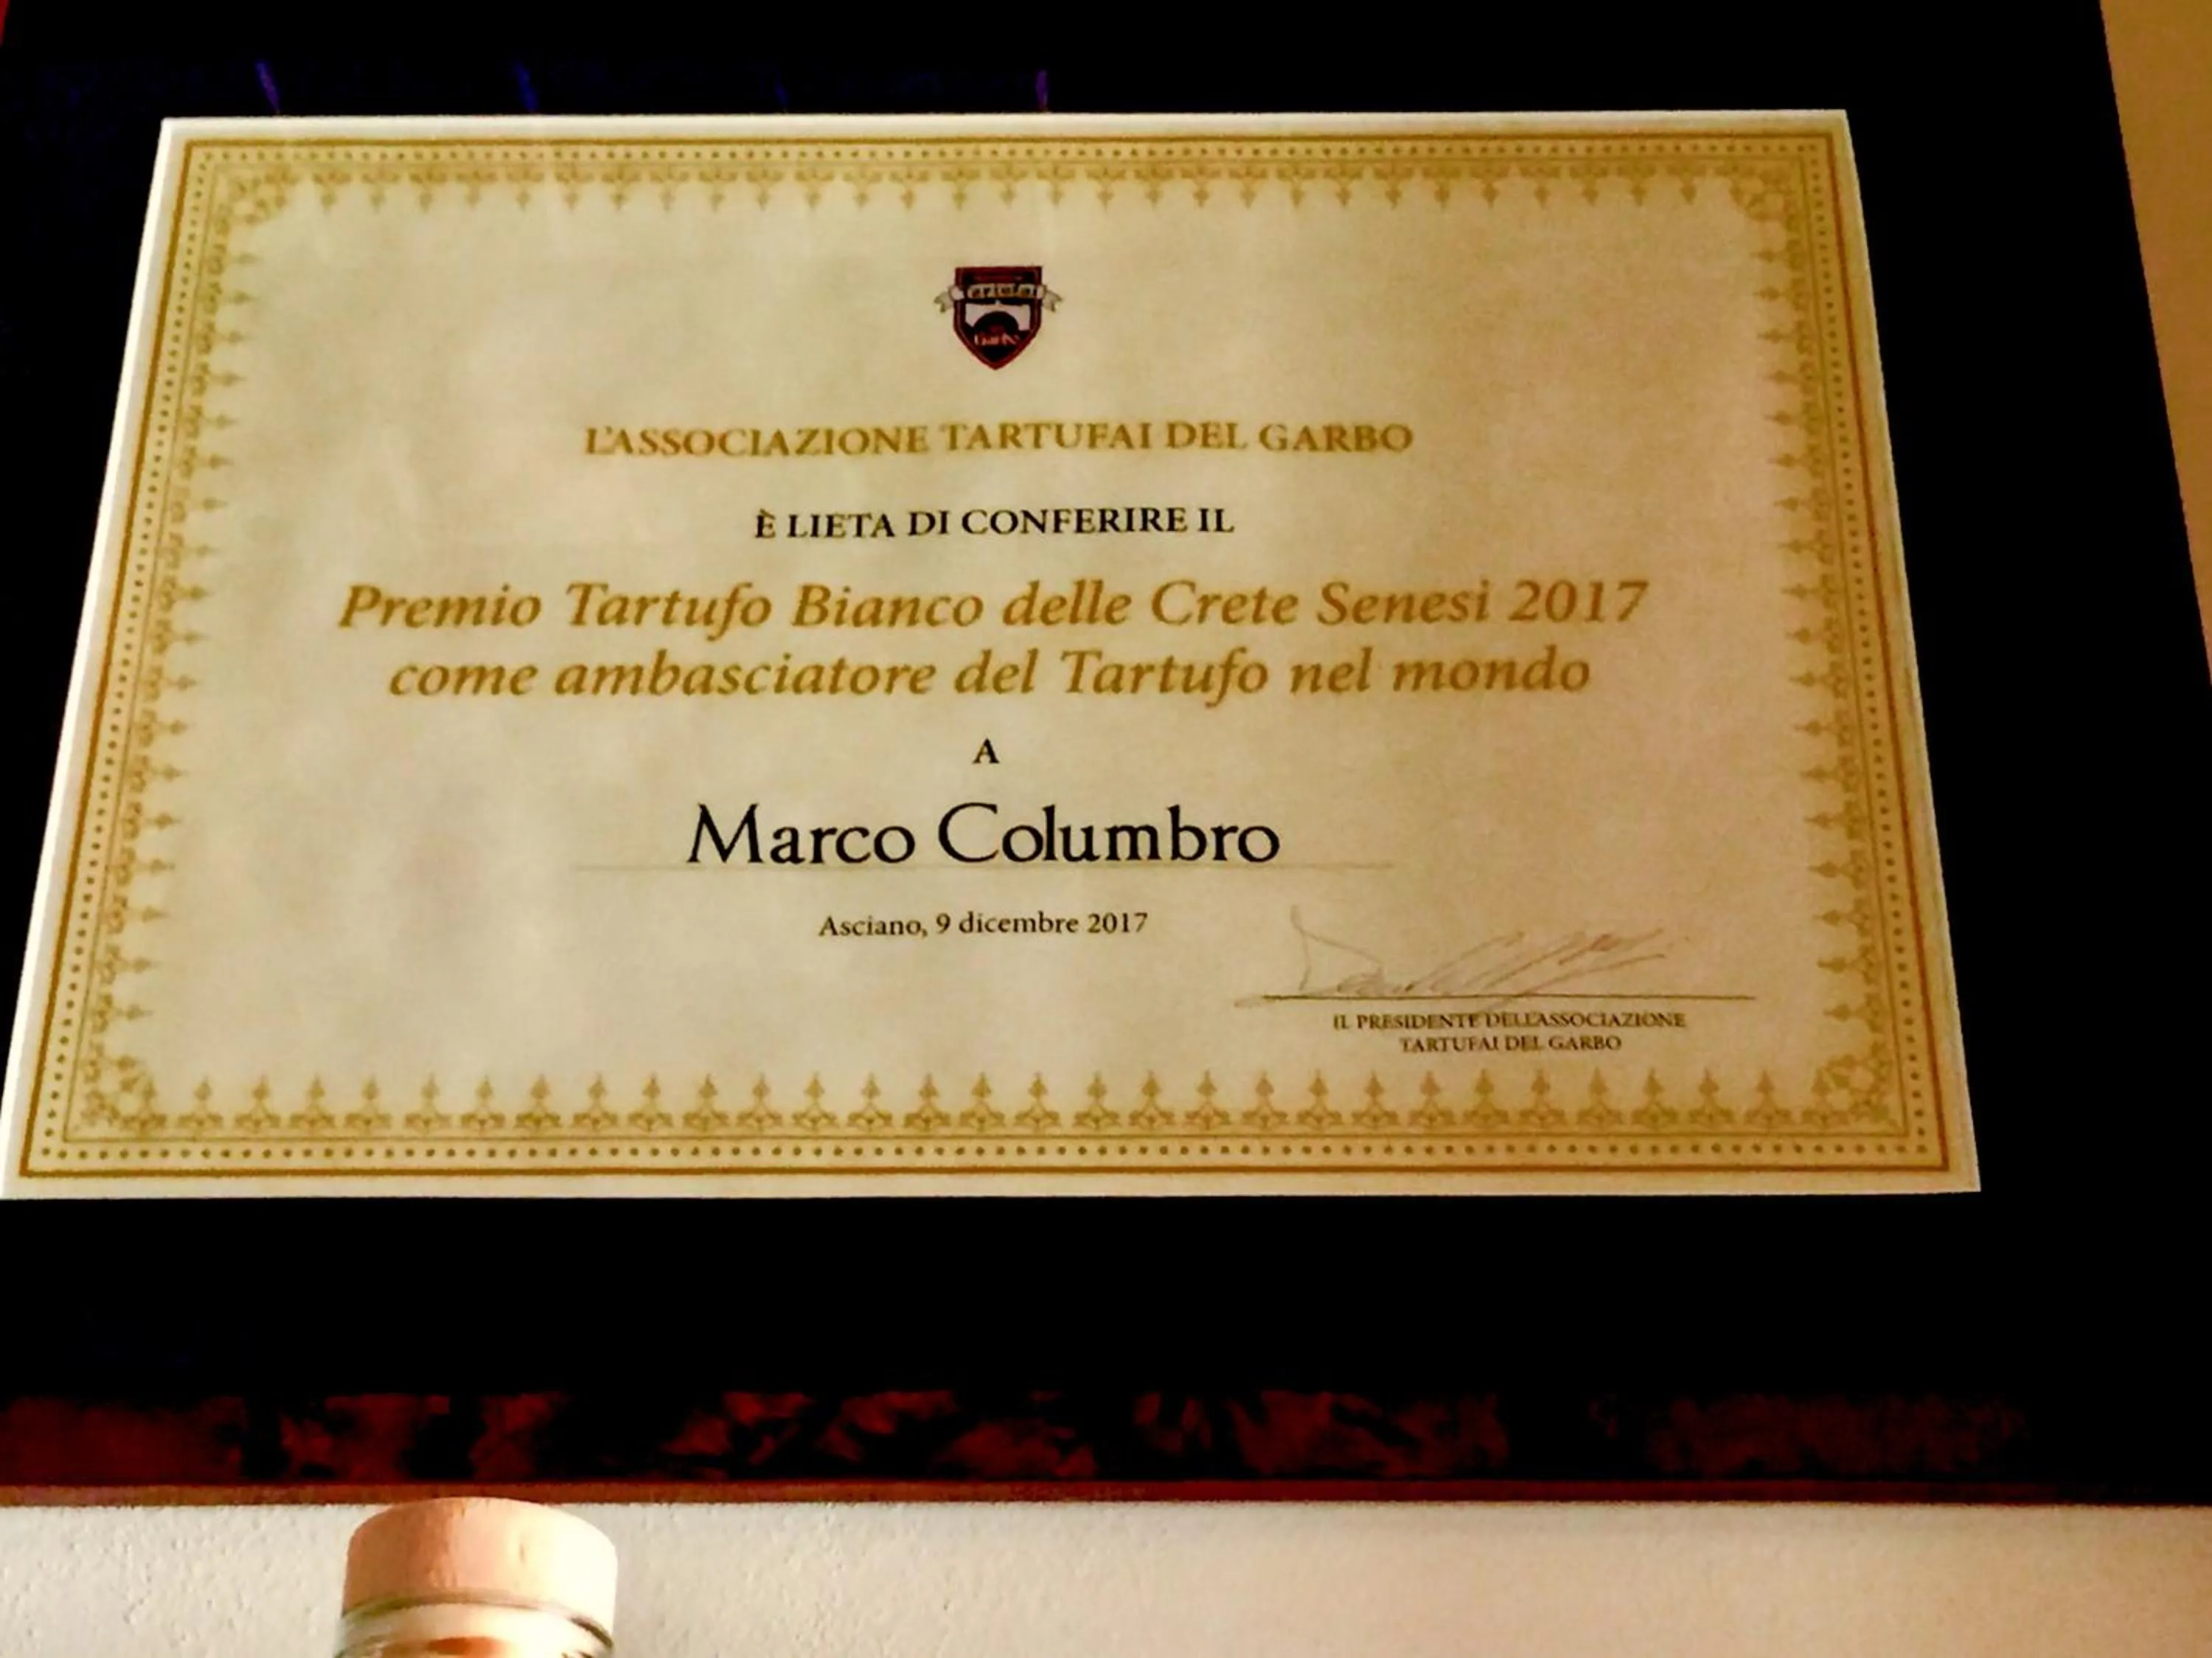 L'ASSOCIAZIONE TARTUFAI DEL GARBO
È LIETA DI CONFERIRE IL
Premio Tartufo Bianco delle Crete Senesi 2017
come ambasciatore del Tartufo nel mondo
A
Marco Columbro
Asciano, 9 dicembre 2017
IL PRESIDENTE DELL'ASSOCIAZIONE
TARTUFAI DEL GARBO